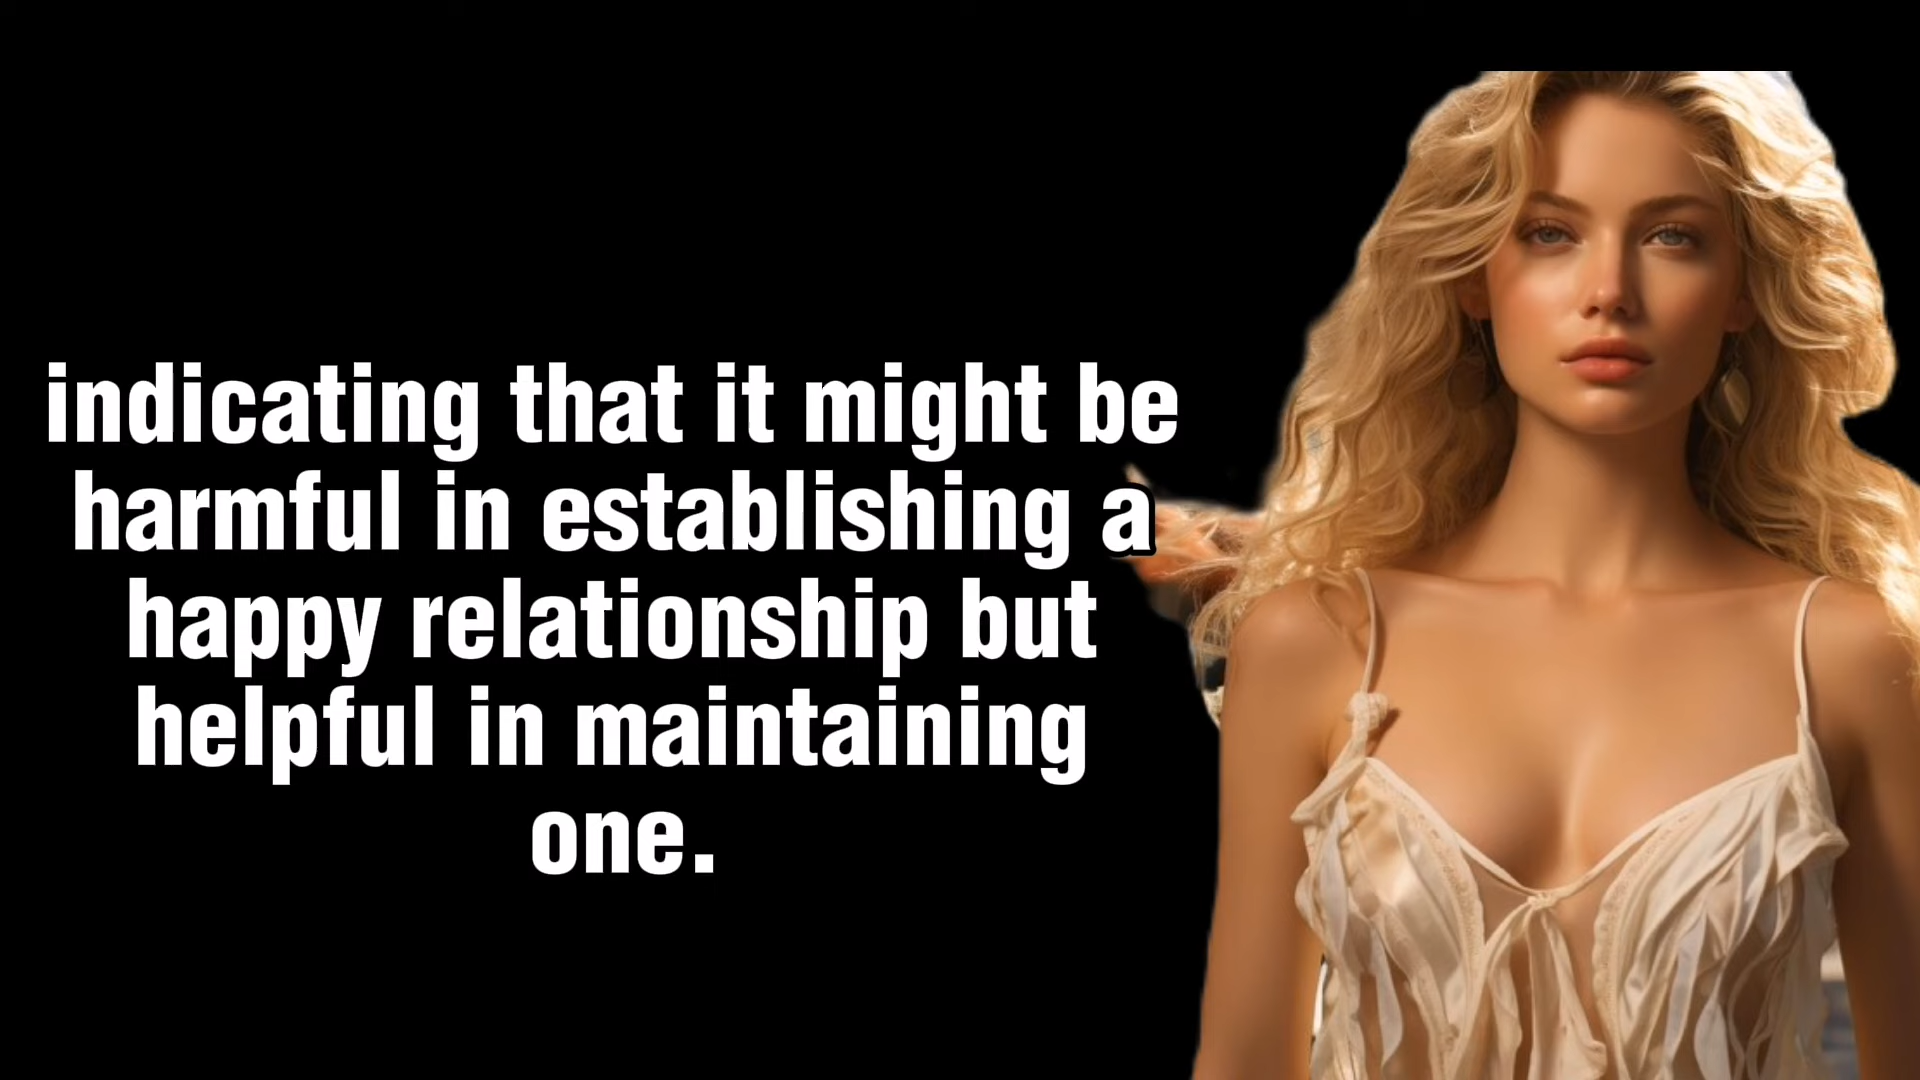 indicating that it might be
harmful in establishing a
happy relationship but
helpful in maintaining
one.